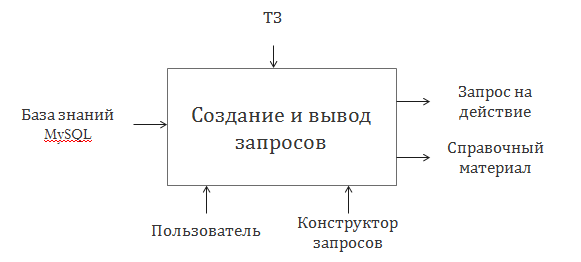 ТЗ
База знаний
MySQL
Создание и вывод
запросов
Запрос на
действие
Справочный
материал
Пользователь
Конструктор
запросов